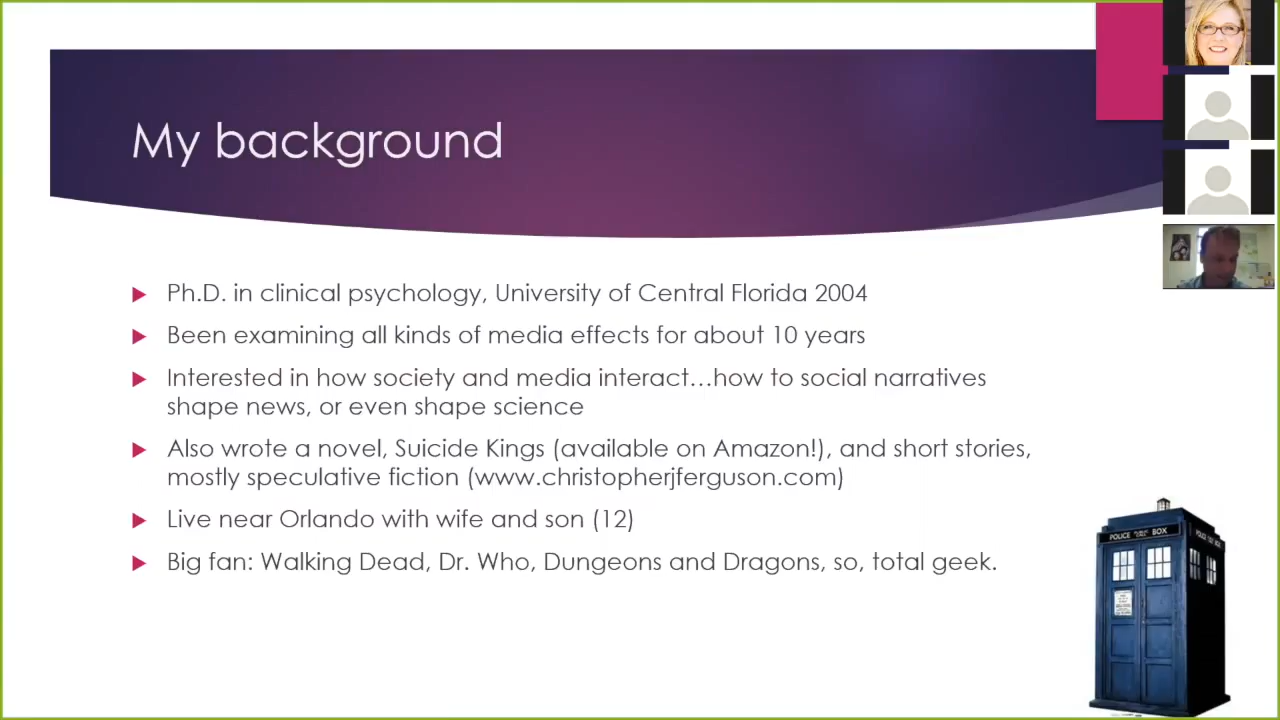 My background
Ph.D. in clinical psychology, University of Central Florida 2004
Been examining all kinds of media effects for about 10 years
Interested in how society and media interact…how to social narratives
shape news, or even shape science
Also wrote a novel, Suicide Kings (available on Amazon!), and short stories,
mostly speculative fiction (www.christopherjferguson.com)
Live near Orlando with wife and son (12)
Big fan: Walking Dead, Dr. Who, Dungeons and Dragons, so, total geek.
POLICE PUBLIC CALL BOX